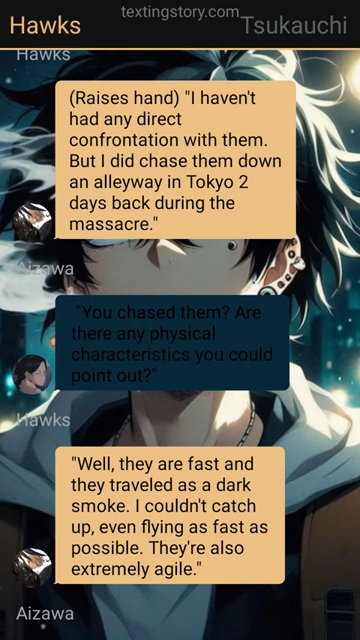 textingstory.com
Hawks
Tsukauchi
Hawks
(Raises hand) "I haven't
had any direct
confrontation with them.
But I did chase them down
an alleyway in Tokyo 2
days back during the
massacre."
Aizawa
"You chased them? Are
there any physical
characteristics you could
point out?"
Hawks
"Well, they are fast and
they traveled as a dark
smoke. I couldn't catch
up, even flying as fast as
possible. They're also
extremely agile."
Aizawa